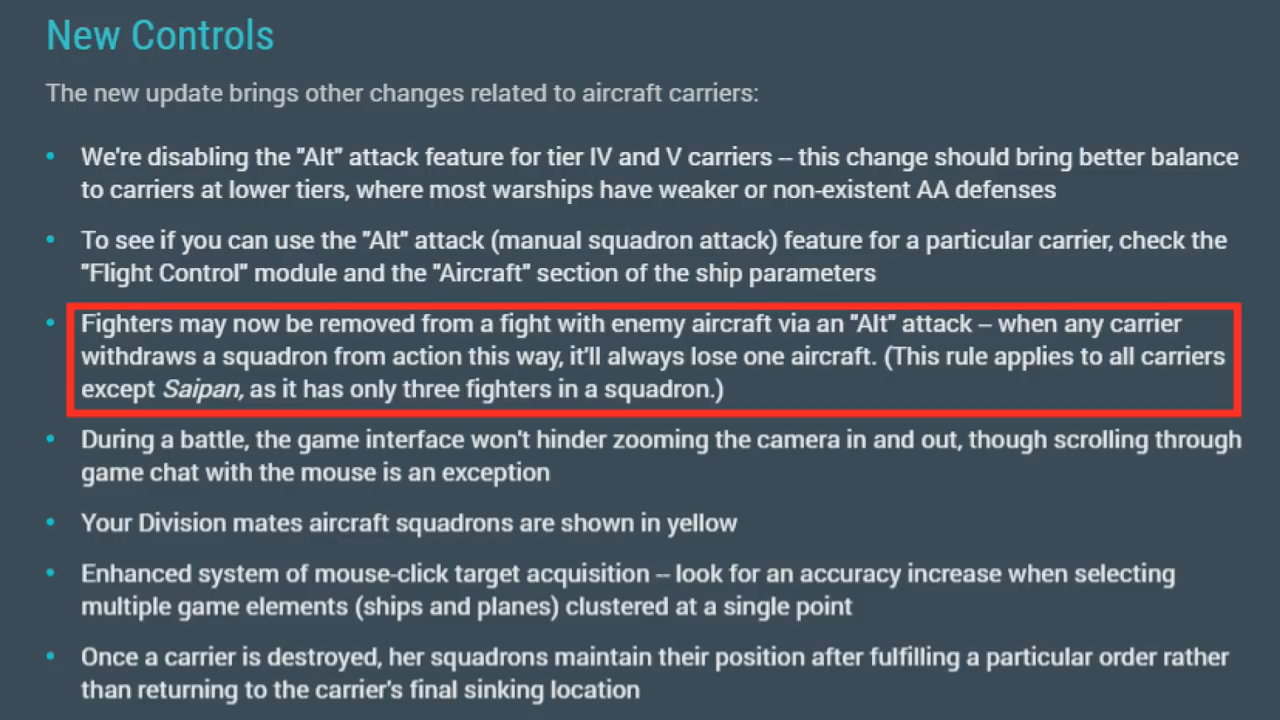 New Controls
The new update brings other changes related to aircraft carriers:
• We're disabling the "Alt" attack feature for tier IV and V carriers – this change should bring better balance
to carriers at lower tiers, where most warships have weaker or non-existent AA defenses
• To see if you can use the "Alt" attack (manual squadron attack) feature for a particular carrier, check the
"Flight Control" module and the "Aircraft" section of the ship parameters
• Fighters may now be removed from a fight with enemy aircraft via an "Alt" attack – when any carrier
withdraws a squadron from action this way, it'll always lose one aircraft. (This rule applies to all carriers
except Saipan, as it has only three fighters in a squadron.)
• During a battle, the game interface won't hinder zooming the camera in and out, though scrolling through
game chat with the mouse is an exception
• Your Division mates aircraft squadrons are shown in yellow
• Enhanced system of mouse-click target acquisition – look for an accuracy increase when selecting
multiple game elements (ships and planes) clustered at a single point
• Once a carrier is destroyed, her squadrons maintain their position after fulfilling a particular order rather
than returning to the carrier's final sinking location